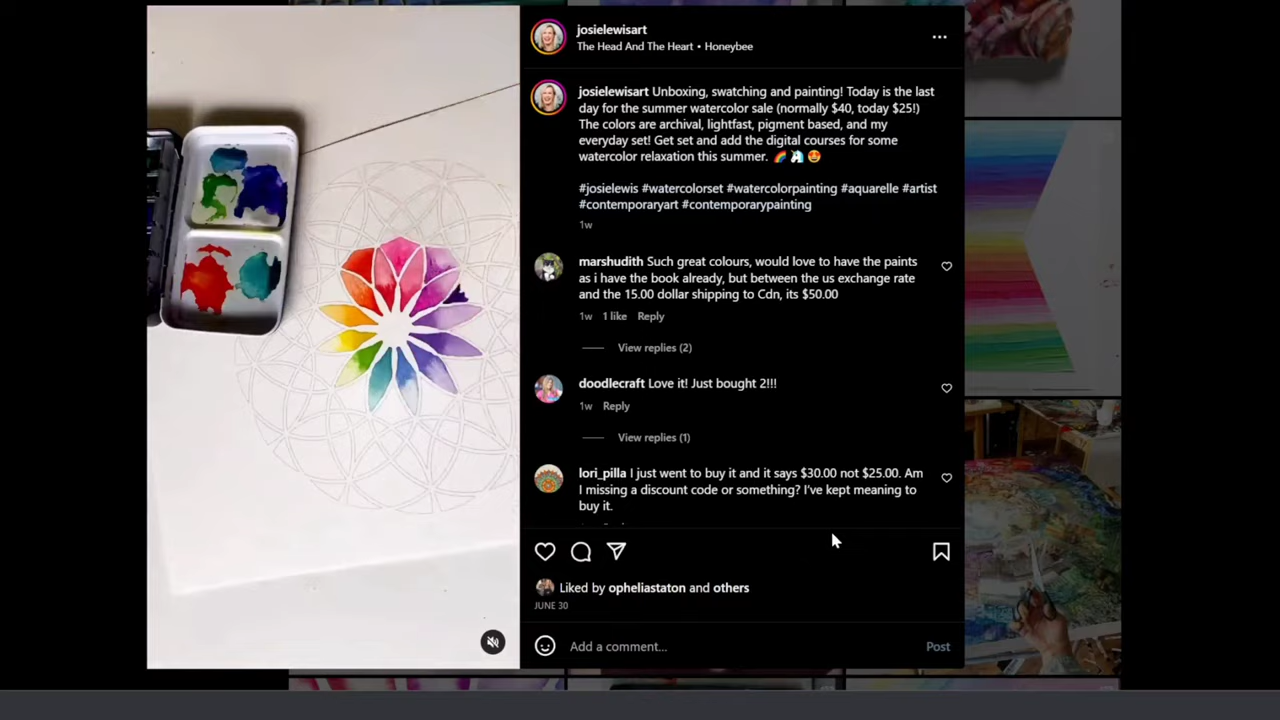 josielewisart
The Head And The Heart • Honeybee
josielewisart Unboxing, swatching and painting! Today is the last
day for the summer watercolor sale (normally $40, today $25!)
The colors are archival, lightfast, pigment based, and my
everyday set! Get set and add the digital courses for some
watercolor relaxation this summer. 🌈 🦄 😍
#josielewis #watercolorset #watercolorpainting #aquarelle #artist
#contemporaryart #contemporarypainting
1w
marshudith Such great colours, would love to have the paints
as i have the book already, but between the us exchange rate
and the 15.00 dollar shipping to Cdn, its $50.00
1w 1 like Reply
View replies (2)
doodlecraft Love it! Just bought 2!!!
1w Reply
View replies (1)
lori_pilla I just went to buy it and it says $30.00 not $25.00. Am
I missing a discount code or something? I've kept meaning to
buy it.
Liked by opheliastaton and others
JUNE 30
Add a comment... Post